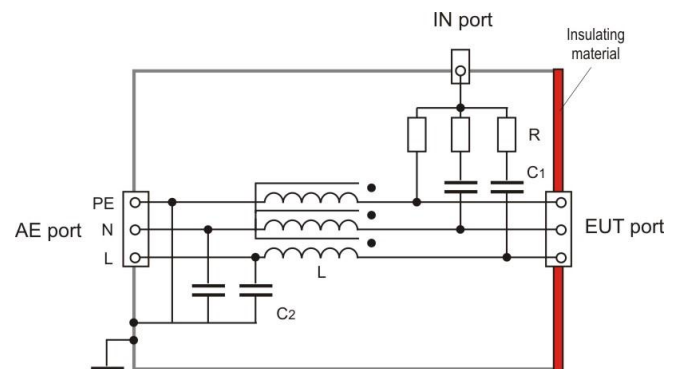 IN port
Insulating
material
R
C1
PE
AE port
N
EUT port
L
L
C2